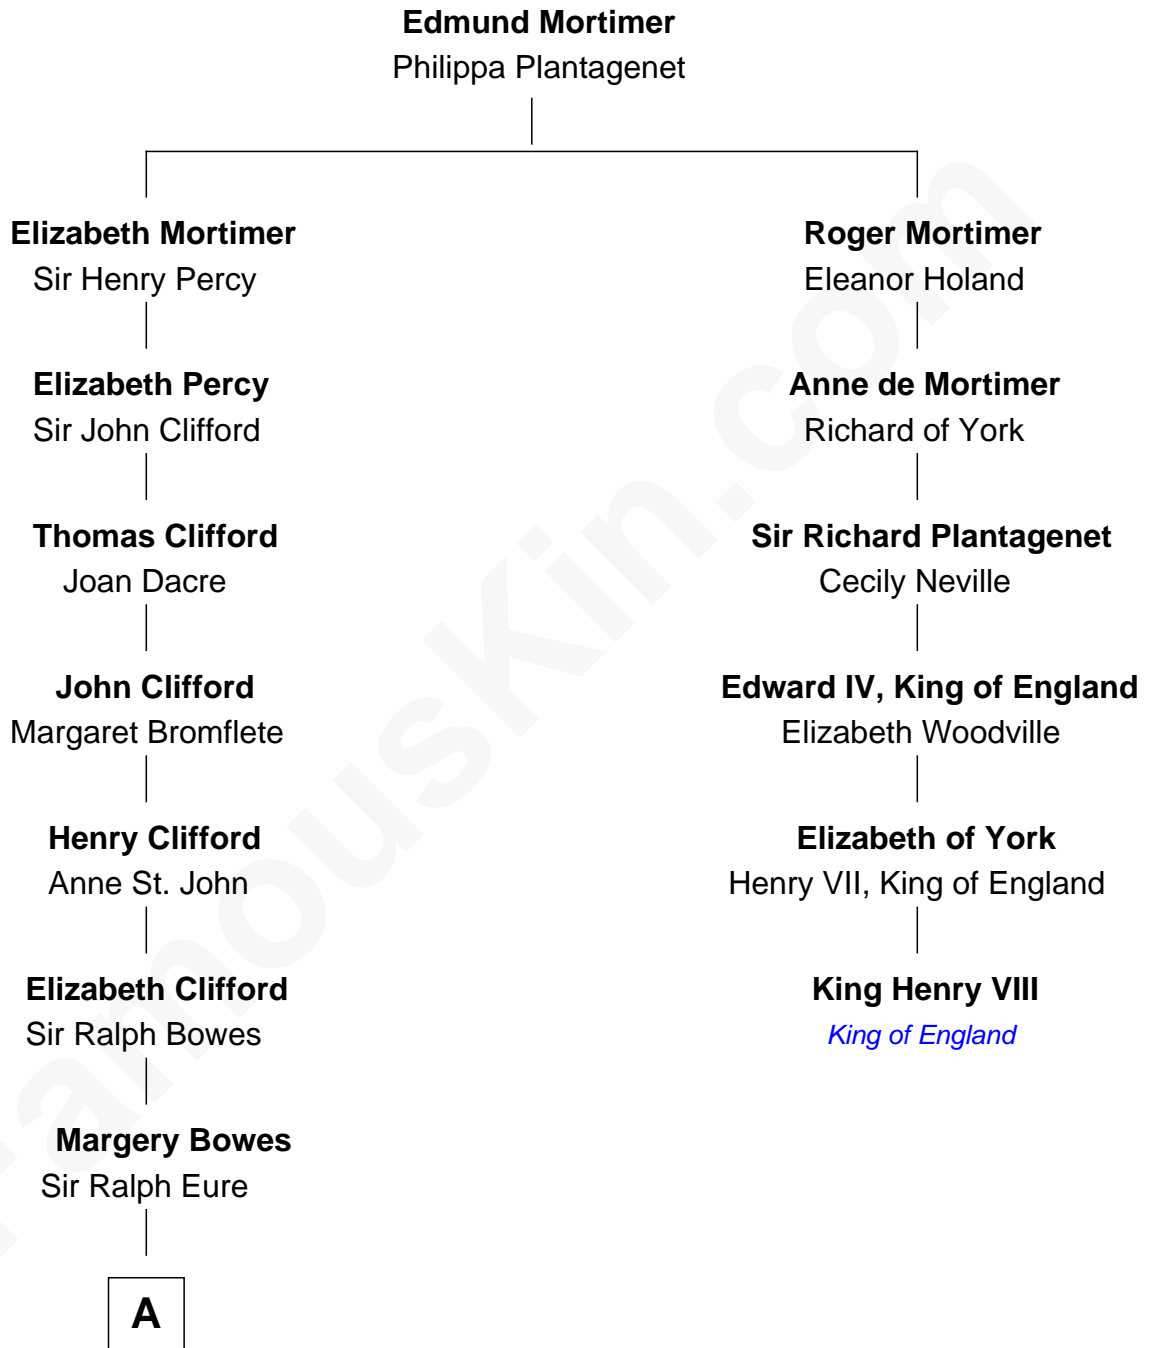 Edmund Mortimer
Philippa Plantagenet
Elizabeth Mortimer
Sir Henry Percy
Roger Mortimer
Eleanor Holand
Elizabeth Percy
Sir John Clifford
Anne de Mortimer
Richard of York
Thomas Clifford
Joan Dacre
Sir Richard Plantagenet
Cecily Neville
John Clifford
Margaret Bromflete
Edward IV, King of England
Elizabeth Woodville
Henry Clifford
Anne St. John
Elizabeth of York
Henry VII, King of England
Elizabeth Clifford
Sir Ralph Bowes
King Henry VIII
King of England
Margery Bowes
Sir Ralph Eure
A
FamousKin.com